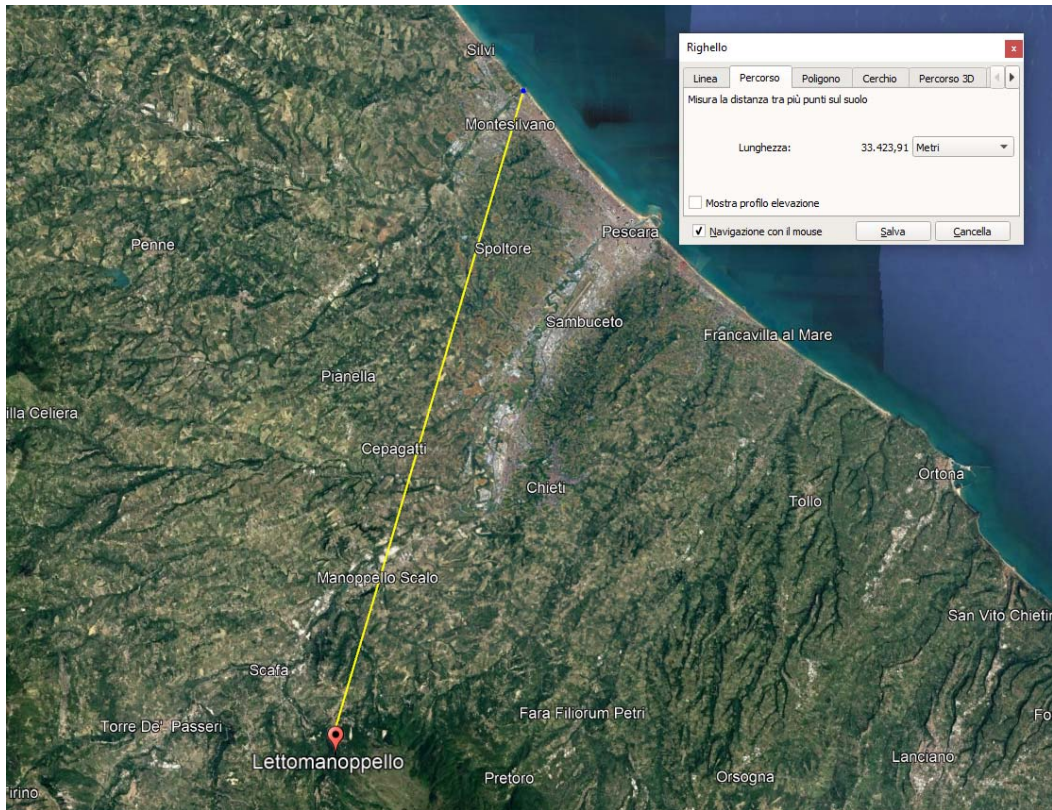 Silvi
Montesilvano
Penne
Spoltore
Pescara
Sambuceto
Francavilla al Mare
Pianella
illa Celiera
Cepagatti
Chieti
Ortona
Tollo
Manoppello Scalo
San Vito Chietin
Scafa
Torre De' Passeri
Fara Filiorum Petri
Fo
Lettomanoppello
Lanciano
Pretoro
Orsogna
irino
Righello
x
Linea Percorso Poligono Cerchio Percorso 3D
Misura la distanza tra più punti sul suolo
Lunghezza: 33.423,91 Metri
Mostra profilo elevazione
Navigazione con il mouse Salva Cancella